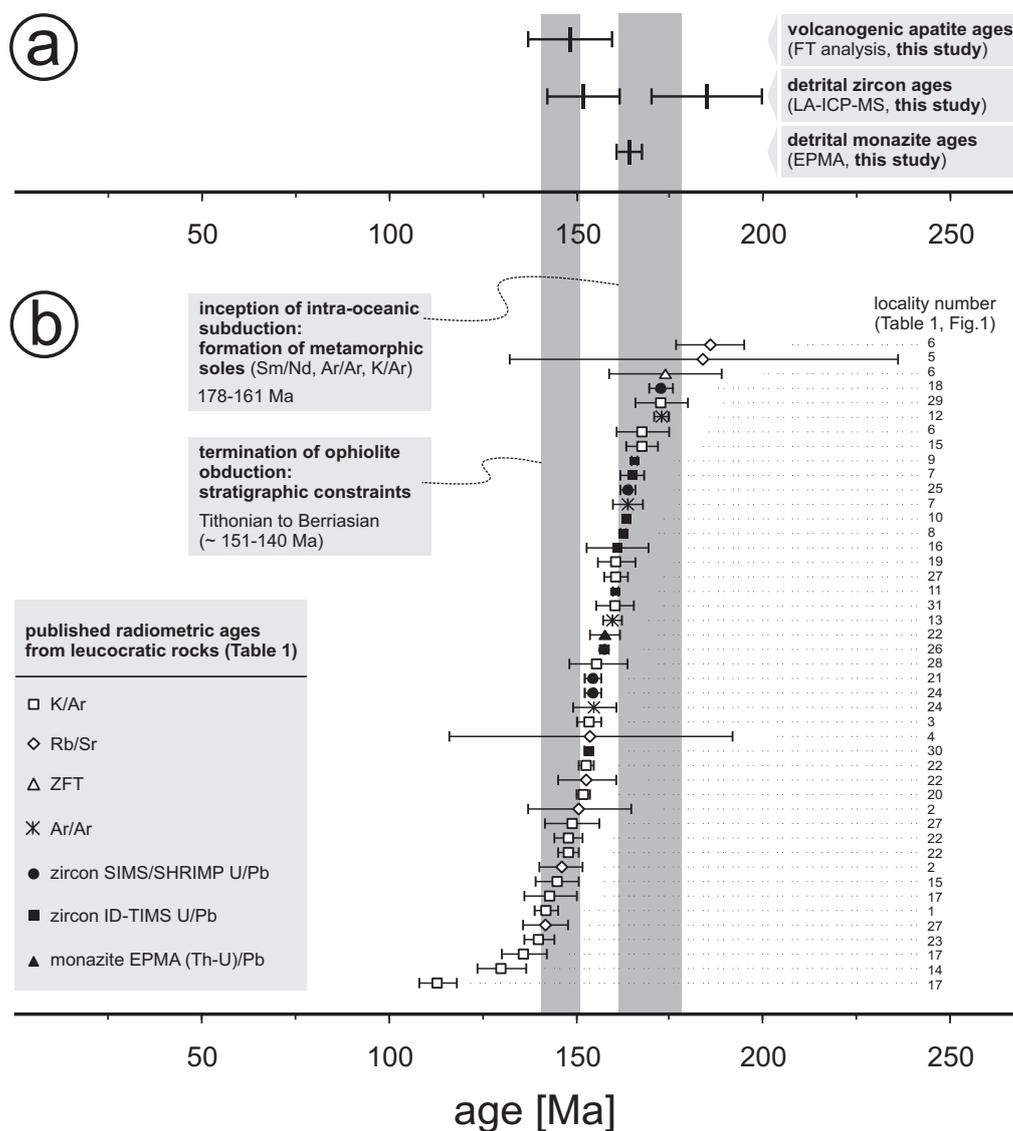 a
volcanogenic apatite ages
(FT analysis, this study)
detrital zircon ages
(LA-ICP-MS, this study)
detrital monazite ages
(EPMA, this study)
50 100 150 200 250
b
inception of intra-oceanic
subduction:
formation of metamorphic
soles (Sm/Nd, Ar/Ar, K/Ar)
178-161 Ma
termination of ophiolite
obduction:
stratigraphic constraints
Tithonian to Berriasian
(~ 151-140 Ma)
published radiometric ages
from leucocratic rocks (Table 1)
K/Ar
Rb/Sr
ZFT
Ar/Ar
zircon SIMS/SHRIMP U/Pb
zircon ID-TIMS U/Pb
monazite EPMA (Th-U)/Pb
locality number
(Table 1, Fig.1)
6
5
6
18
29
12
6
15
9
7
25
7
10
8
16
19
27
11
31
13
22
26
28
21
24
24
3
4
30
22
22
20
2
27
22
22
2
15
17
1
27
23
17
14
17
50 100 150 200 250
age [Ma]